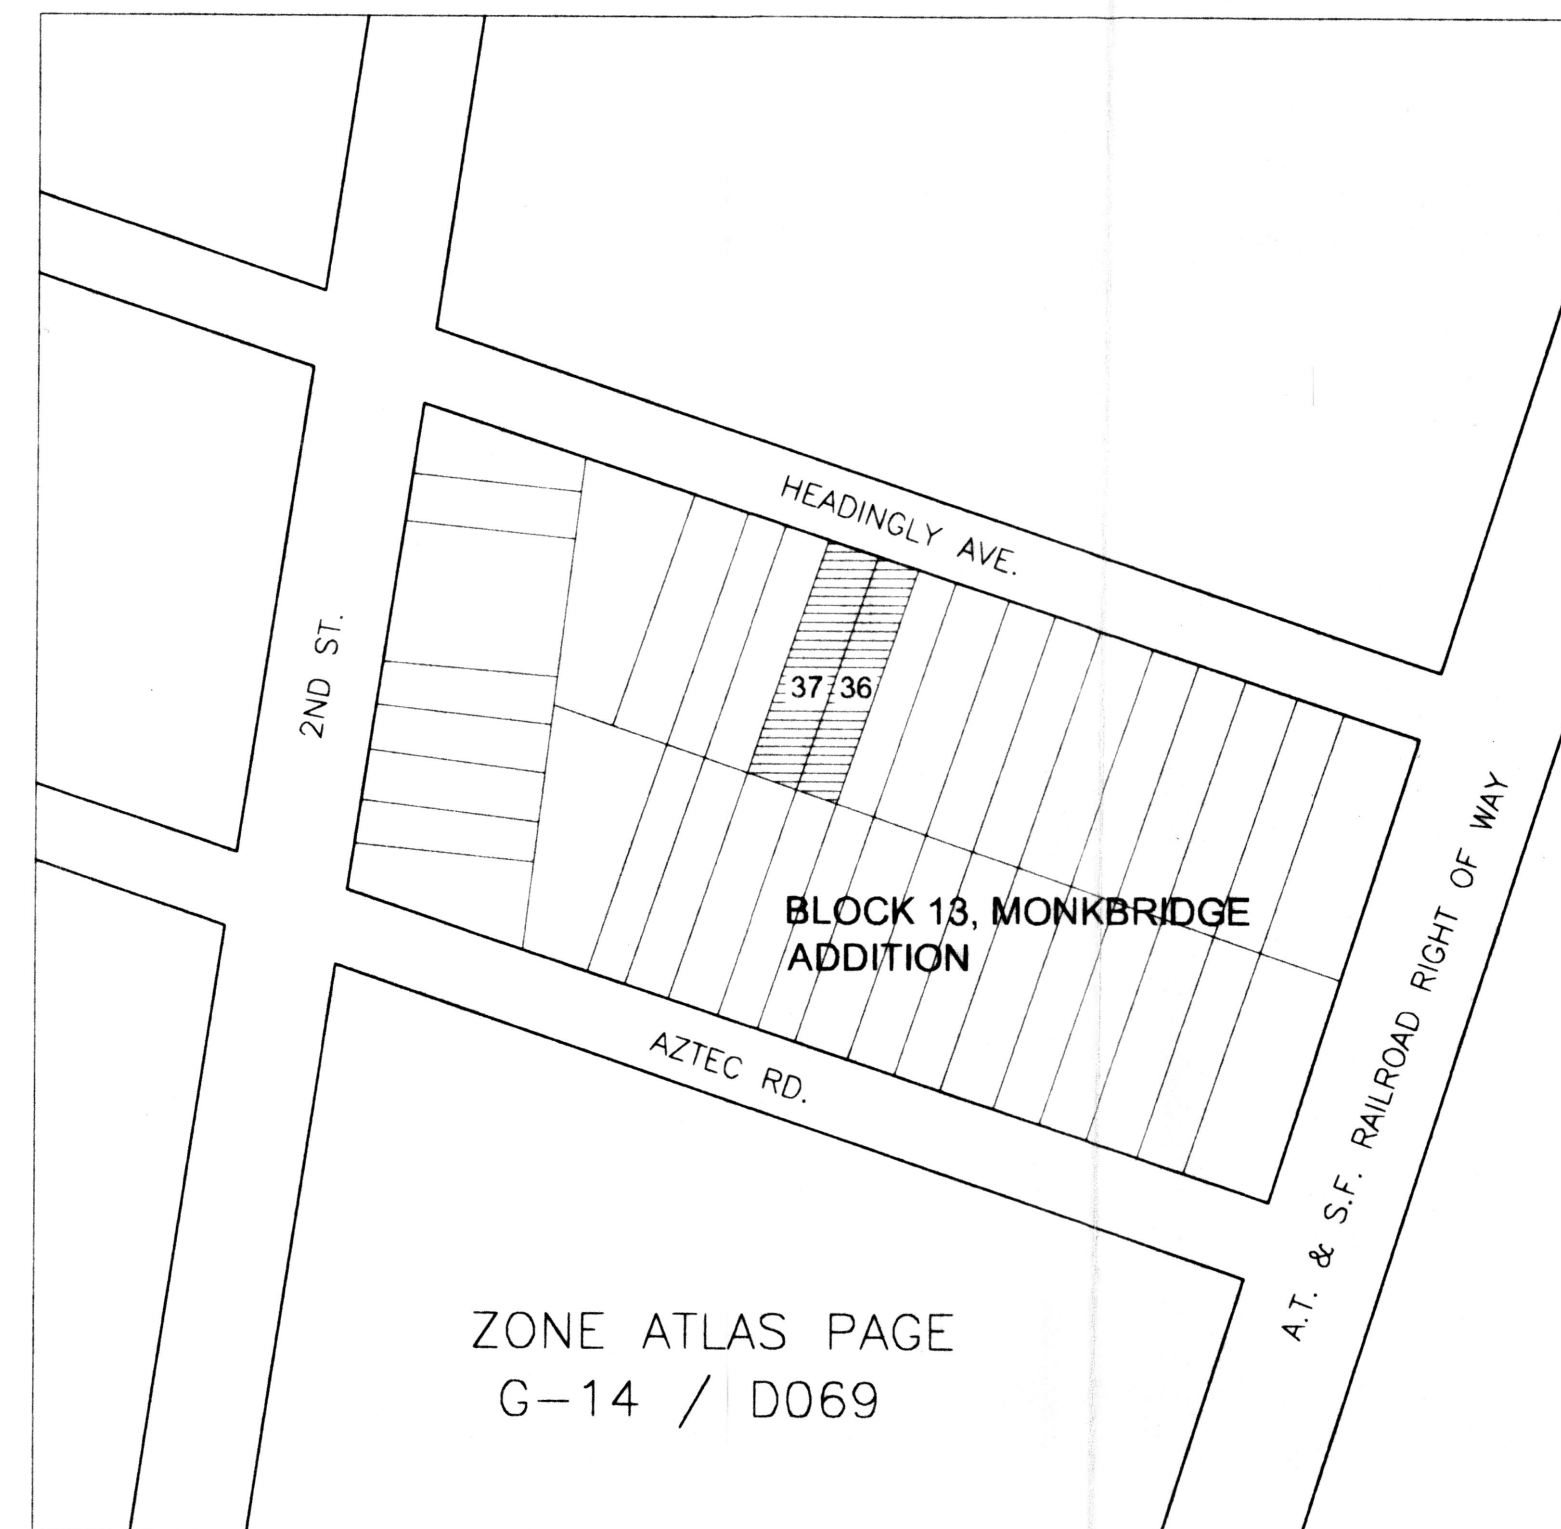 HEADINGLY AVE.
2ND ST.
37 36
BLOCK 13, MONKBRIDGE
ADDITION
A.T. & S.F. RAILROAD RIGHT OF WAY
AZTEC RD.
ZONE ATLAS PAGE
G-14 / D069